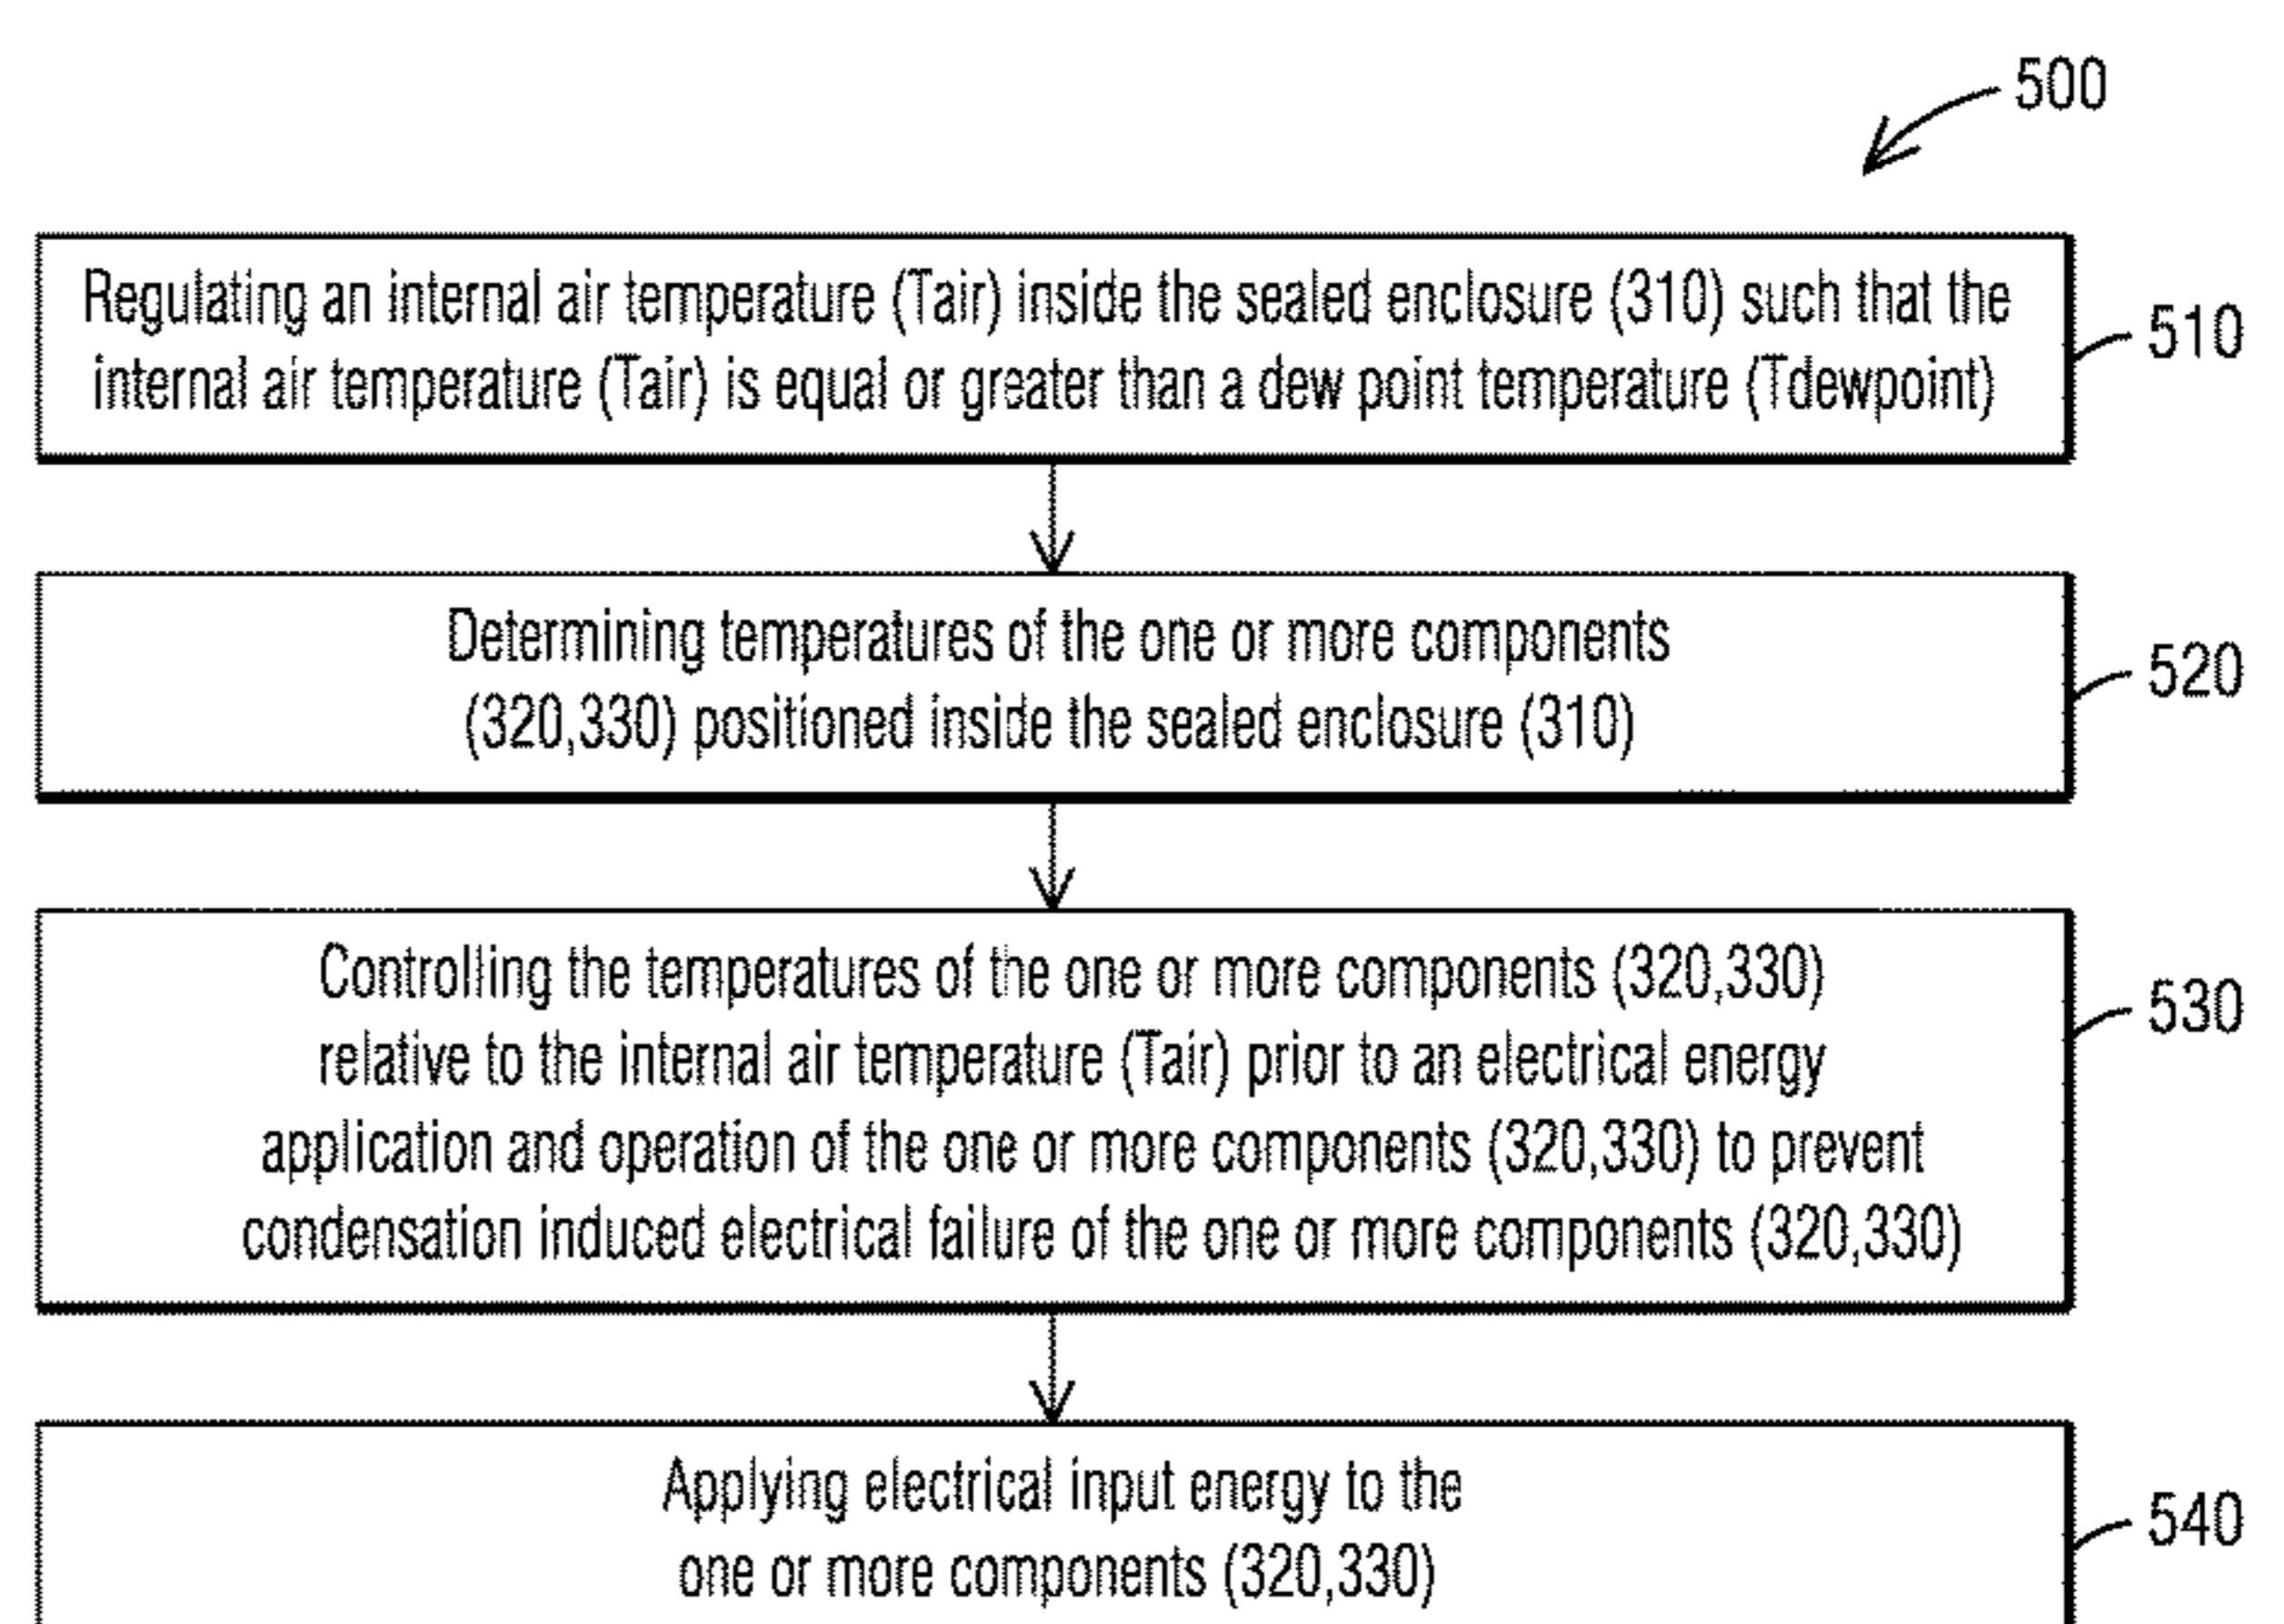 500
Regulating an internal air temperature (Tair) inside the sealed enclosure (310) such that the
internal air temperature (Tair) is equal or greater than a dew point temperature (Tdewpoint)
510
Determining temperatures of the one or more components
(320,330) positioned inside the sealed enclosure (310)
520
Controlling the temperatures of the one or more components (320,330)
relative to the internal air temperature (Tair) prior to an electrical energy
application and operation of the one or more components (320,330) to prevent
condensation induced electrical failure of the one or more components (320,330)
530
Applying electrical input energy to the
one or more components (320,330)
540